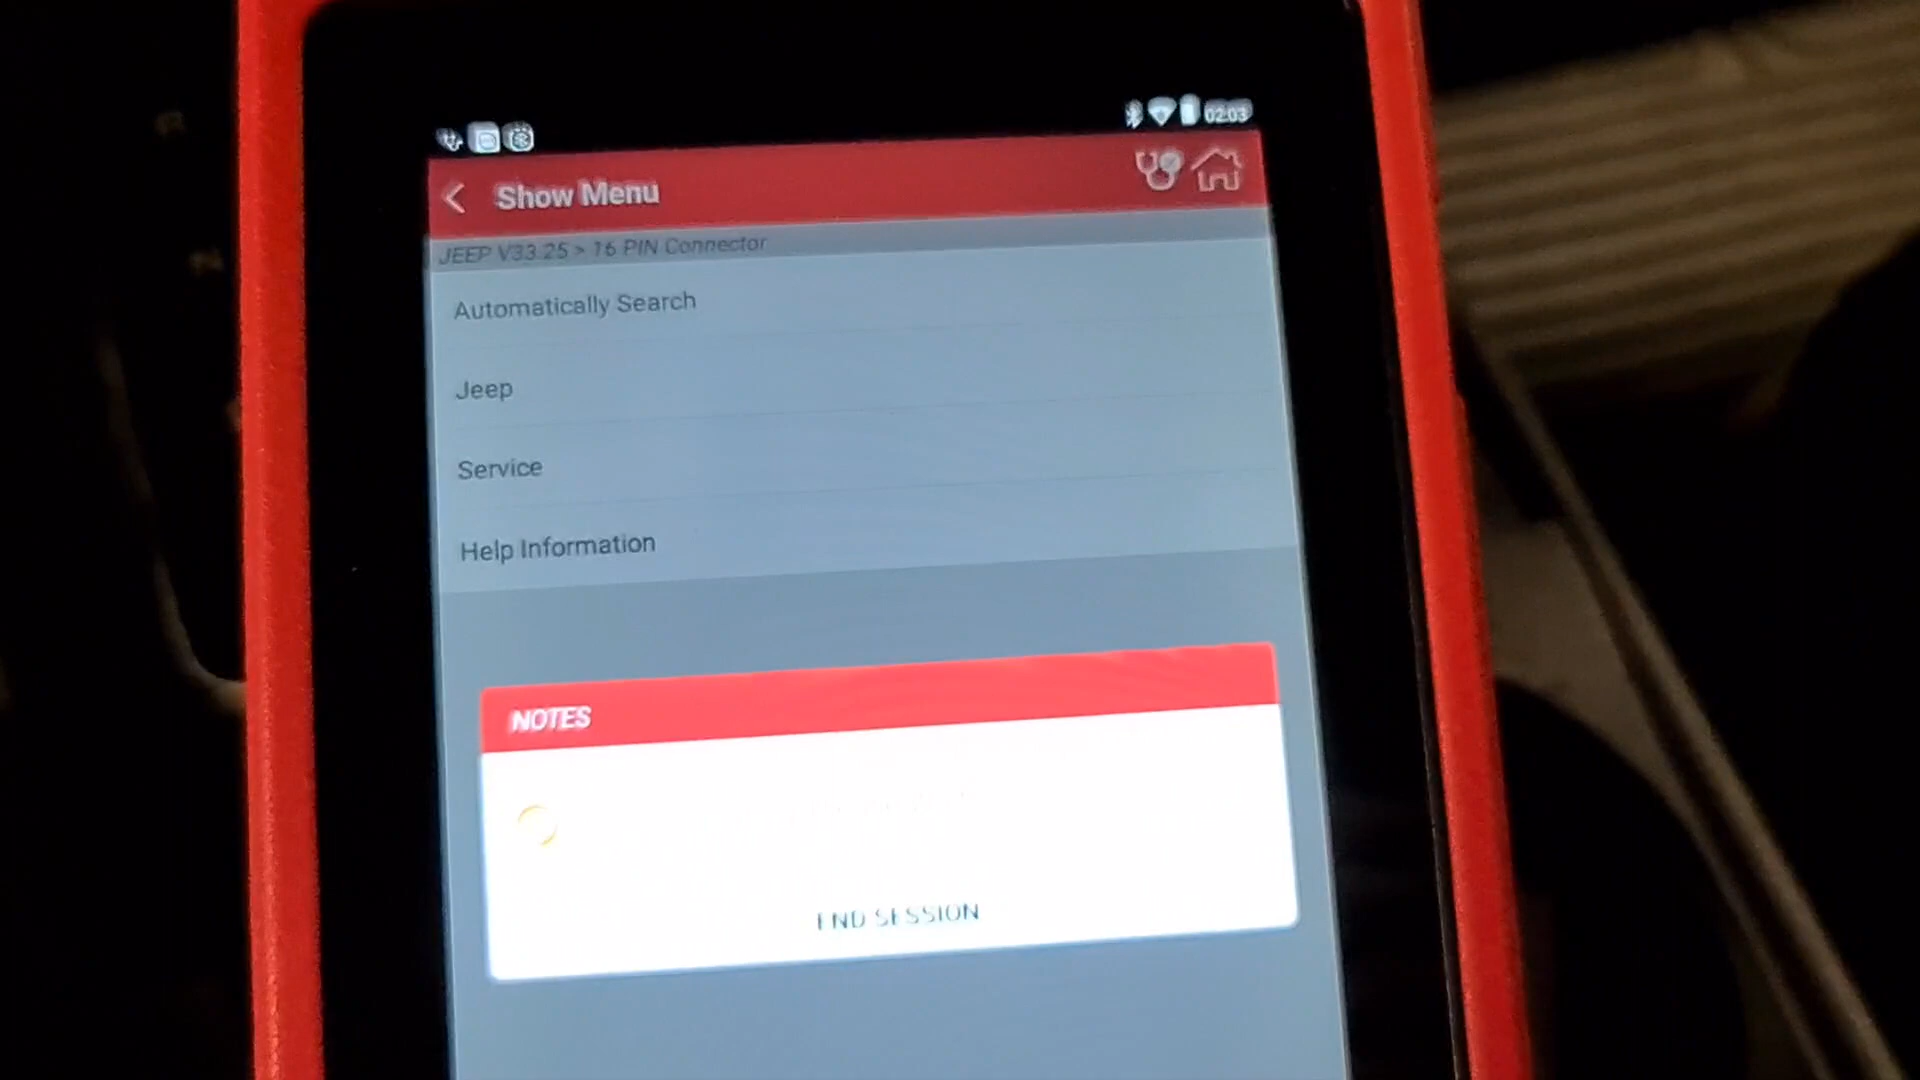 02:03
Show Menu
JEEP V33.25 > 16 PIN Connector
Automatically Search
Jeep
Service
Help Information
NOTES
END SESSION